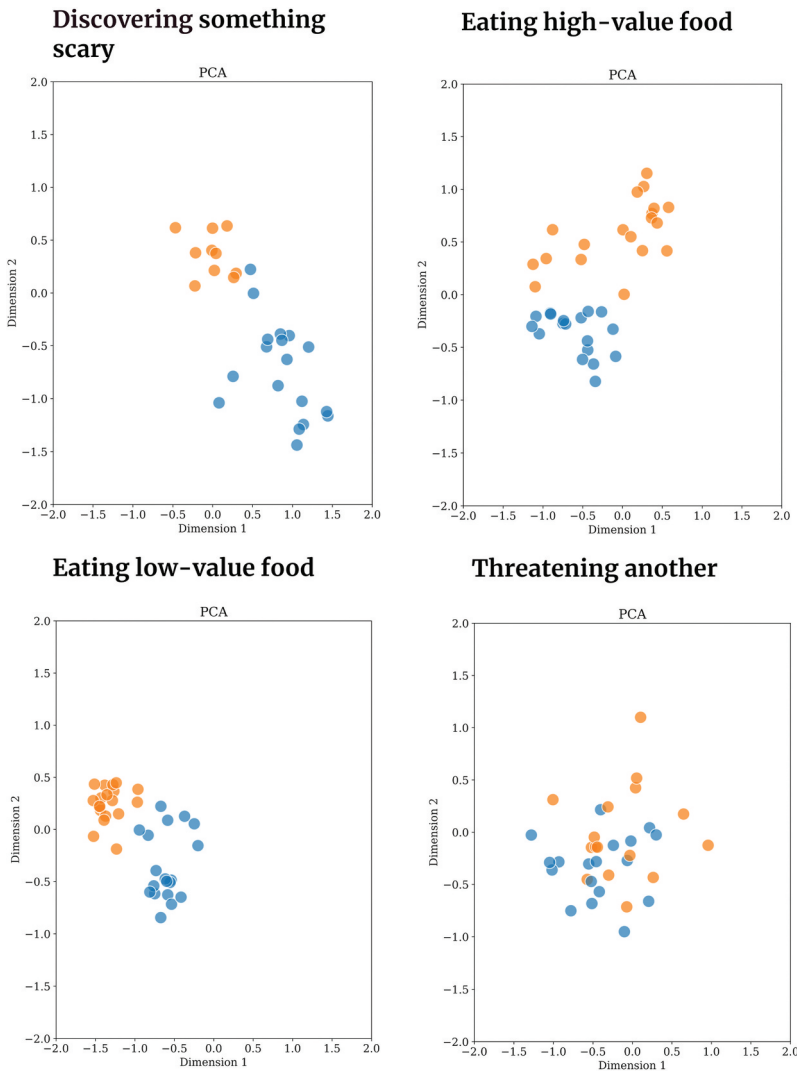 Discovering something
scary
PCA
2.0
1.5
1.0
0.5
0.0
−0.5
−1.0
−1.5
−2.0
Dimension 2
−2.0 −1.5 −1.0 −0.5 0.0 0.5 1.0 1.5 2.0
Dimension 1
Eating high-value food
PCA
2.0
1.5
1.0
0.5
0.0
−0.5
−1.0
−1.5
−2.0
Dimension 2
−2.0 −1.5 −1.0 −0.5 0.0 0.5 1.0 1.5 2.0
Dimension 1
Eating low-value food
PCA
2.0
1.5
1.0
0.5
0.0
−0.5
−1.0
−1.5
−2.0
Dimension 2
−2.0 −1.5 −1.0 −0.5 0.0 0.5 1.0 1.5 2.0
Dimension 1
Threatening another
PCA
2.0
1.5
1.0
0.5
0.0
−0.5
−1.0
−1.5
−2.0
Dimension 2
−2.0 −1.5 −1.0 −0.5 0.0 0.5 1.0 1.5 2.0
Dimension 1